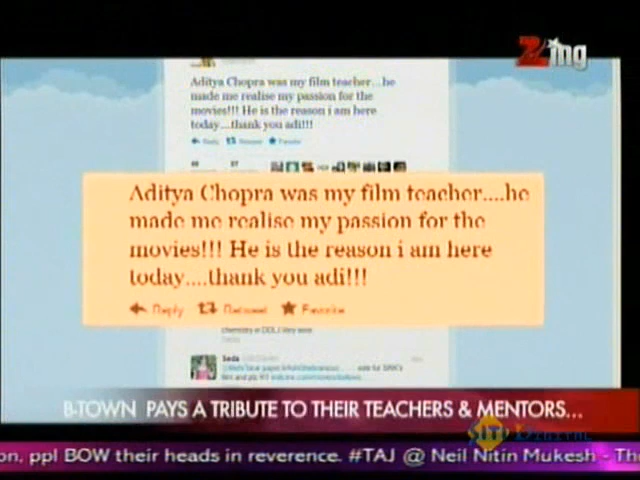 Zing
Aditya Chopra was my film teacher...he
made me realise my passion for the
movies!!! He is the reason i am here
today....thank you adi!!!
Reply Retweet Favorite
Aditya Chopra was my film teacher....he
made me realise my passion for the
movies!!! He is the reason i am here
today....thank you adi!!!
Reply Retweet Favorite
B-TOWN PAYS A TRIBUTE TO THEIR TEACHERS & MENTORS...
SITI DIGITAL
on, ppl BOW their heads in reverence. #TAJ @ Neil Nitin Mukesh - Th